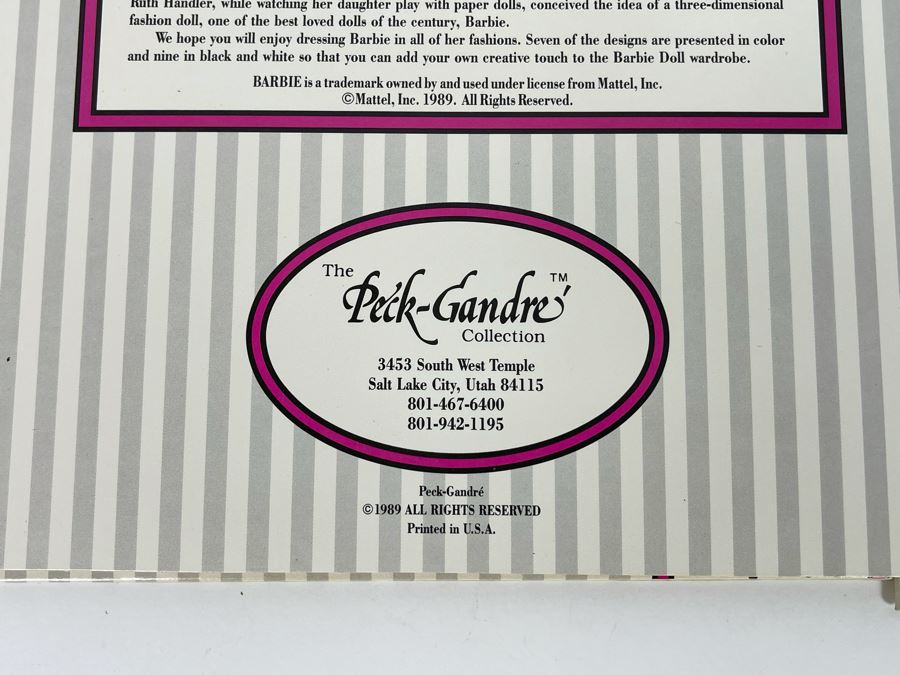 Ruth Handler, while watching her daughter play with paper dolls, conceived the idea of a three-dimensional
fashion doll, one of the best loved dolls of the century, Barbie.
We hope you will enjoy dressing Barbie in all of her fashions. Seven of the designs are presented in color
and nine in black and white so that you can add your own creative touch to the Barbie Doll wardrobe.
BARBIE is a trademark owned by and used under license from Mattel, Inc.
©Mattel, Inc. 1989. All Rights Reserved.
The
Peck-Gandré™
Collection
3453 South West Temple
Salt Lake City, Utah 84115
801-467-6400
801-942-1195
Peck-Gandré
©1989 ALL RIGHTS RESERVED
Printed in U.S.A.